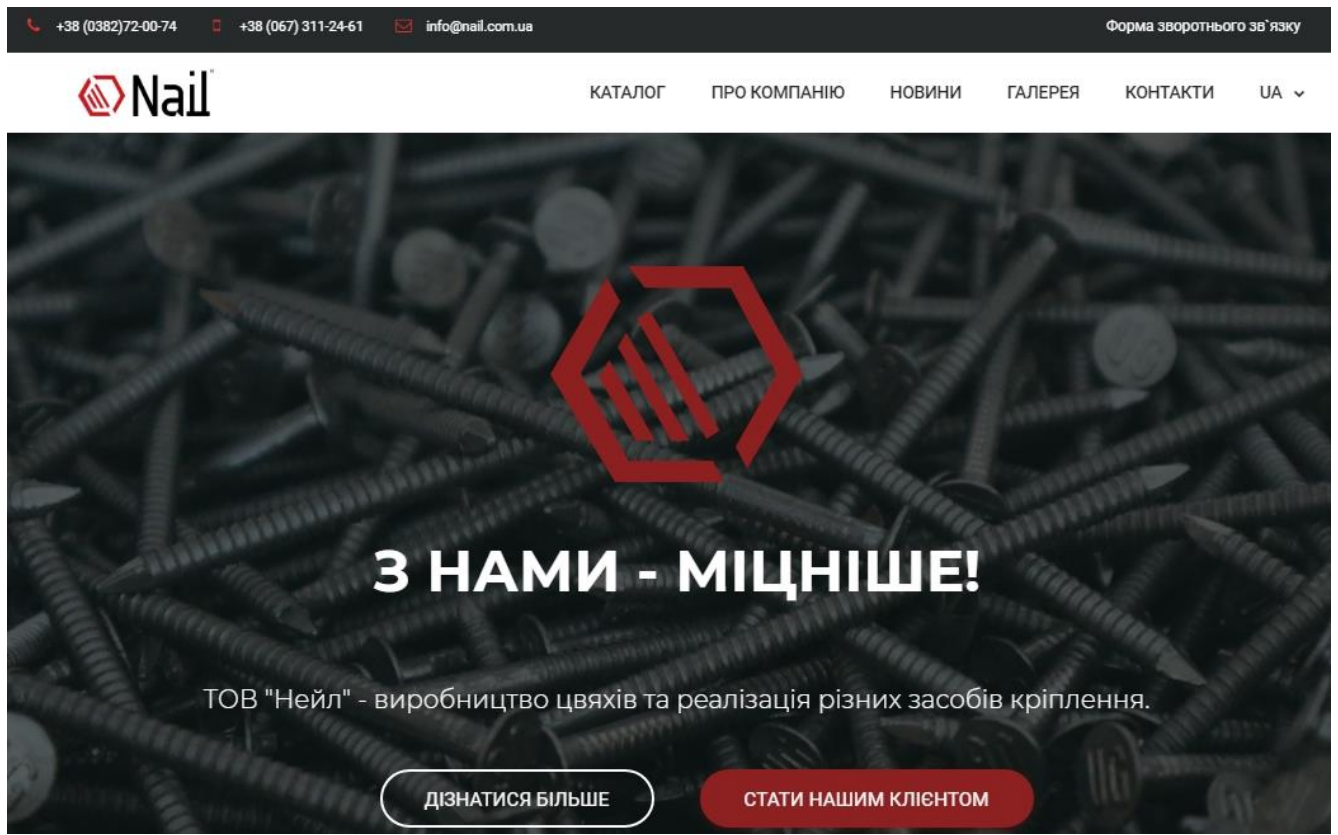 +38 (0382)72-00-74 +38 (067) 311-24-61 info@nail.com.ua Форма зворотнього зв`язку
Nail КАТАЛОГ ПРО КОМПАНІЮ НОВИНИ ГАЛЕРЕЯ КОНТАКТИ UA
З НАМИ - МІЦНІШЕ!
ТОВ "Нейл" - виробництво цвяхів та реалізація різних засобів кріплення.
ДІЗНАТИСЯ БІЛЬШЕ СТАТИ НАШИМ КЛІЄНТОМ